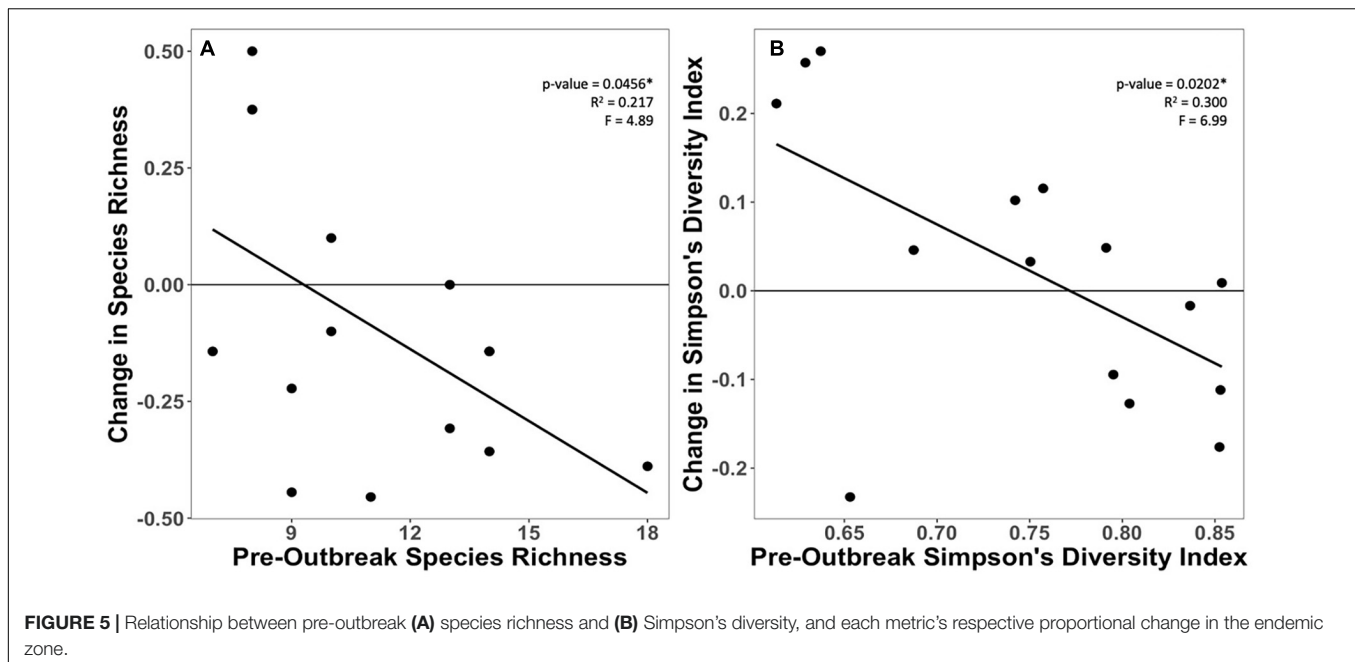 A
p-value = 0.0456*
R² = 0.217
F = 4.89
Change in Species Richness
0.50
0.25
0.00
-0.25
-0.50
9 12 15 18
Pre-Outbreak Species Richness
B
p-value = 0.0202*
R² = 0.300
F = 6.99
Change in Simpson's Diversity Index
0.2
0.1
0.0
-0.1
-0.2
0.65 0.70 0.75 0.80 0.85
Pre-Outbreak Simpson's Diversity Index
FIGURE 5 | Relationship between pre-outbreak (A) species richness and (B) Simpson’s diversity, and each metric’s respective proportional change in the endemic
zone.